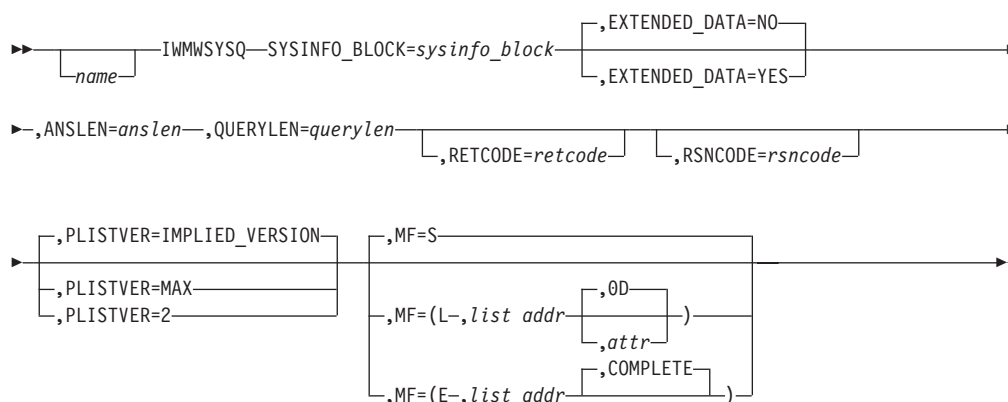 ,EXTENDED_DATA=NO
name IWMWSYSQ SYSINFO_BLOCK=sysinfo_block
,EXTENDED_DATA=YES
,ANSLEN=anslen ,QUERYLEN=querylen
,RETCODE=retcode ,RSNCODE=rsncode
,PLISTVER=IMPLIED_VERSION ,MF=S
,PLISTVER=MAX
,PLISTVER=2
,0D
,MF=(L ,list addr )
,attr
,COMPLETE
,MF=(E ,list addr )